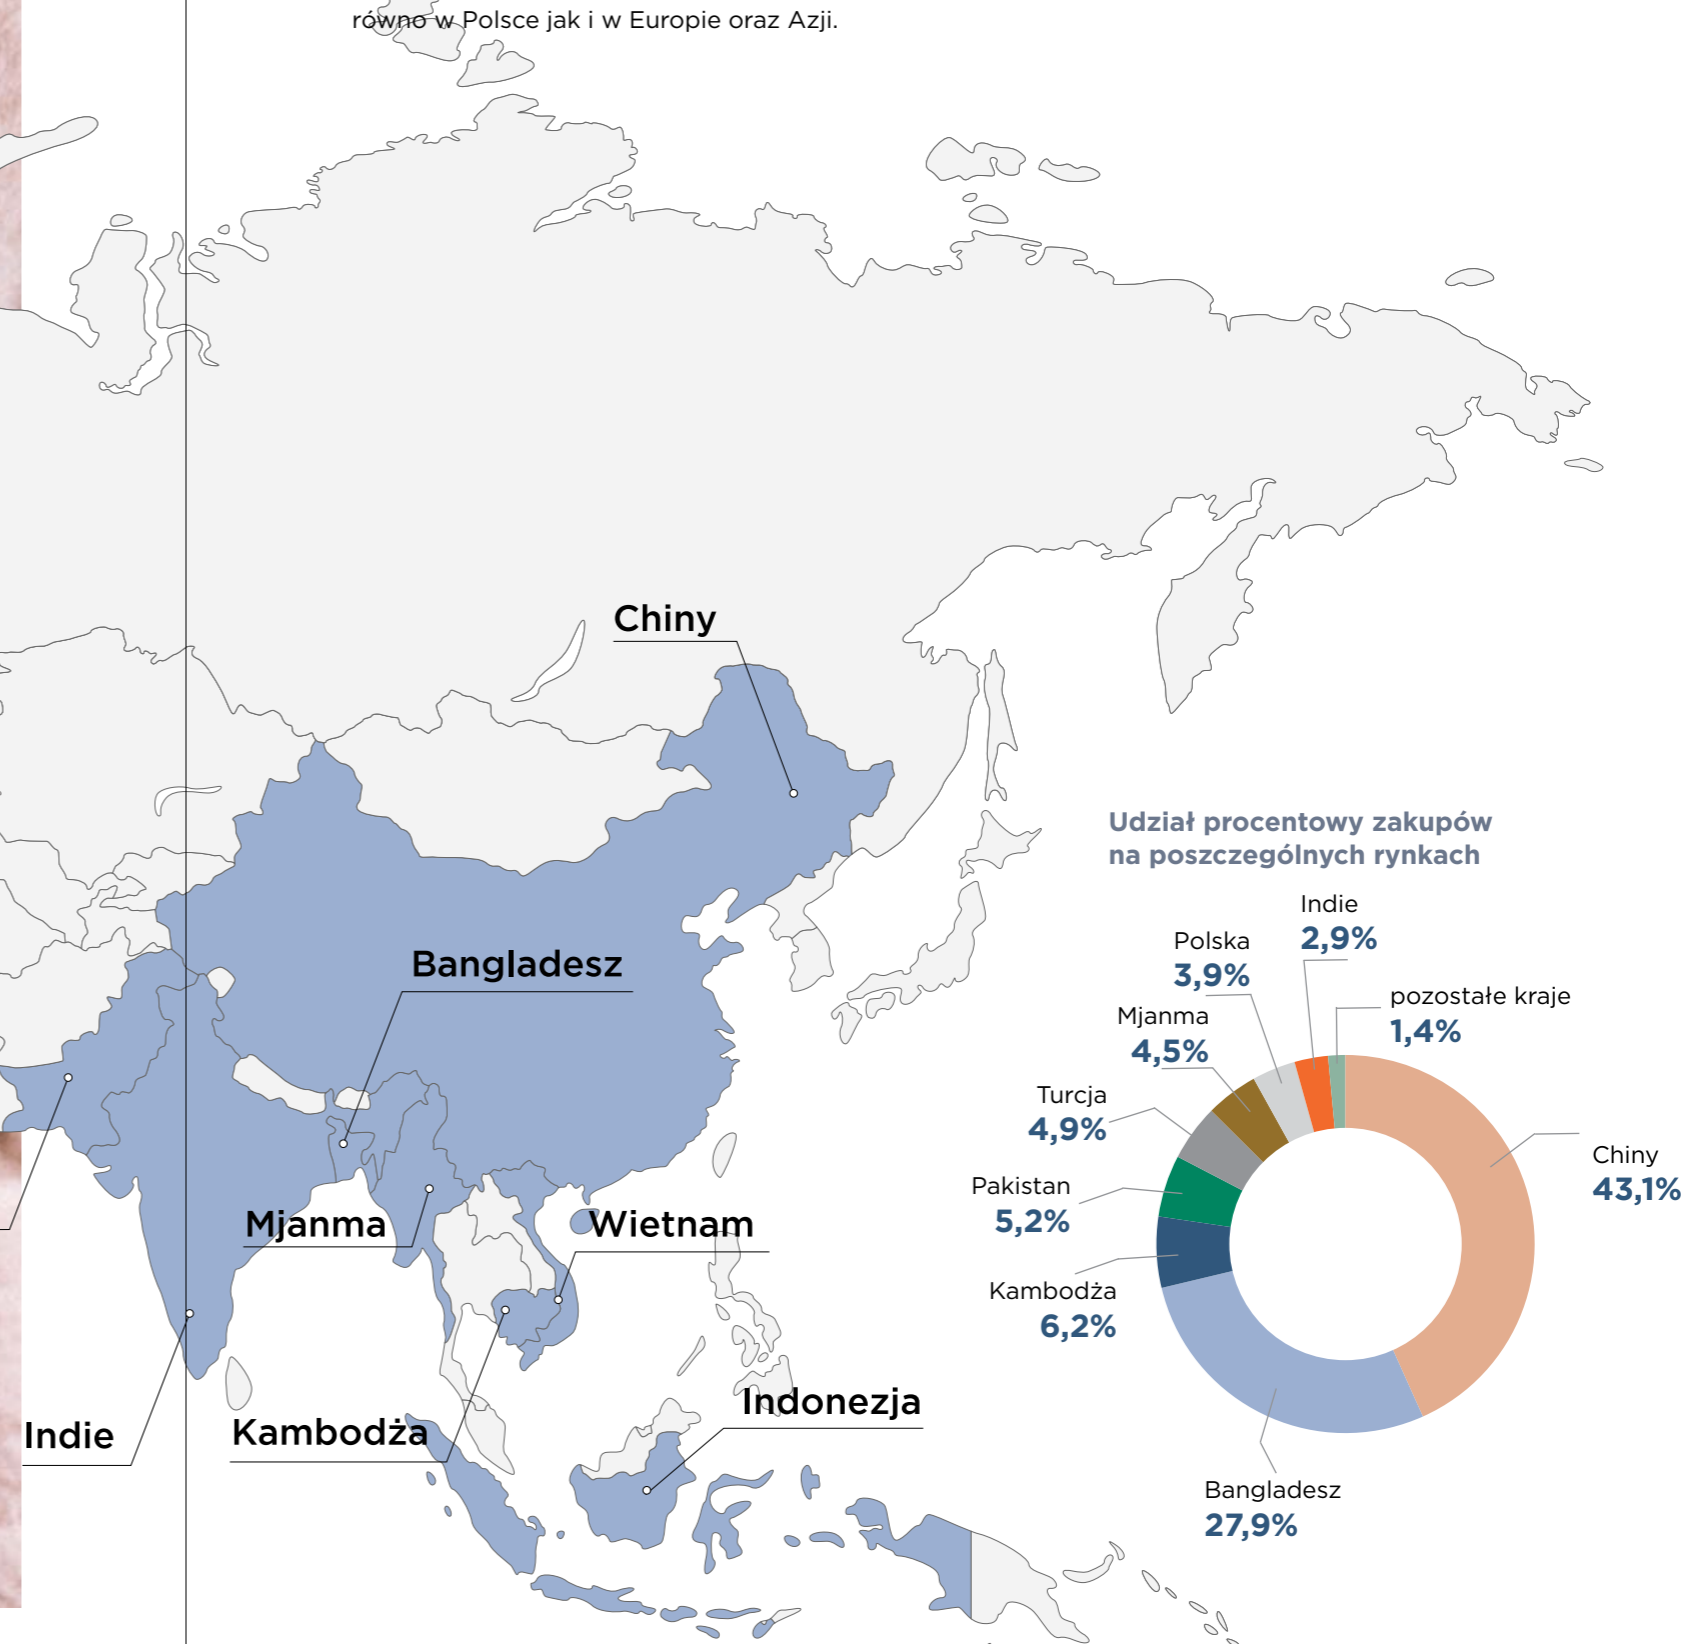 równo w Polsce jak i w Europie oraz Azji.
Chiny
Bangladesz
Mjanma
Wietnam
Indonezja
Indie
Kambodża
Udział procentowy zakupów
na poszczególnych rynkach
Indie
2,9%
Polska
3,9%
pozostałe kraje
1,4%
Mjanma
4,5%
Turcja
4,9%
Chiny
43,1%
Pakistan
5,2%
Kambodża
6,2%
Bangladesz
27,9%